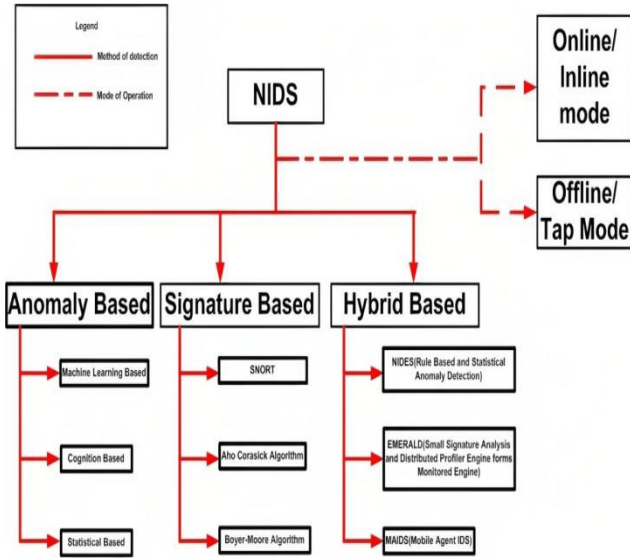 Legend
Method of detection
Mode of Operation
NIDS
Online/
Inline
mode
Offline/
Tap Mode
Anomaly Based
Signature Based
Hybrid Based
Machine Learning Based
Cognition Based
Statistical Based
SNORT
Aho Corasick Algorithm
Boyer-Moore Algorithm
NIDES(Rule Based and Statistical
Anomaly Detection)
EMERALD(Small Signature Analysis
and Distributed Profiler Engine forms
Monitored Engine)
MAIDS(Mobile Agent IDS)